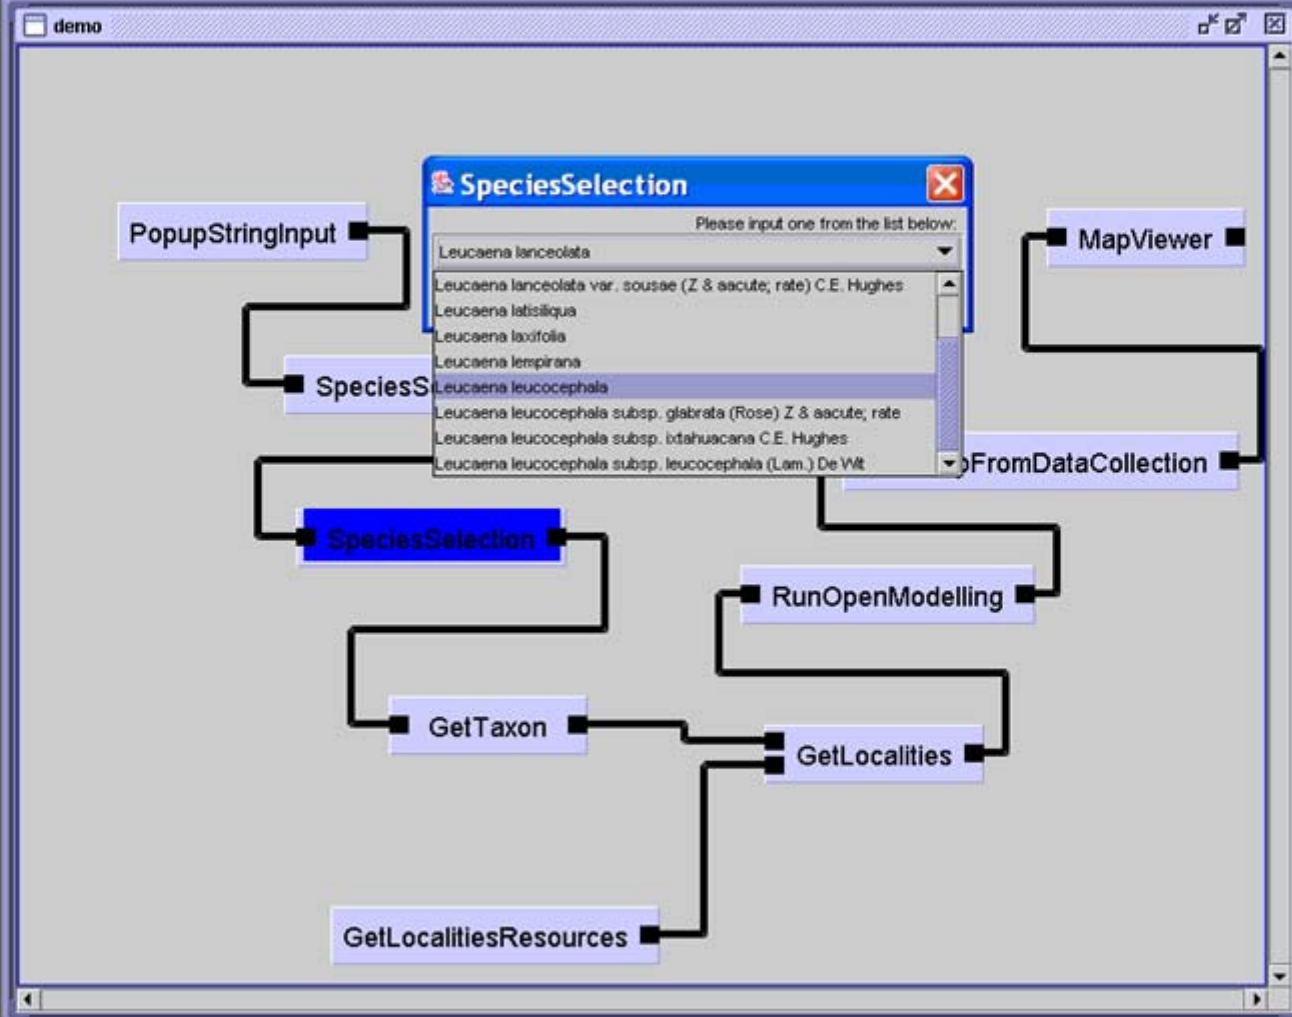 demo
SpeciesSelection
Please input one from the list below:
PopupStringInput
MapViewer
Leucaena lanceolata
Leucaena lanceolata var. sousae (Z & aacute; rate) C.E. Hughes
Leucaena latisiliqua
Leucaena laxifolia
Leucaena lempirana
Leucaena leucocephala
Leucaena leucocephala subsp. glabrata (Rose) Z & aacute; rate
Leucaena leucocephala subsp. ixtahuacana C.E. Hughes
Leucaena leucocephala subsp. leucocephala (Lam.) De Wit
SpeciesS
pFromDataCollection
SpeciesSelection
RunOpenModelling
GetTaxon
GetLocalities
GetLocalitiesResources